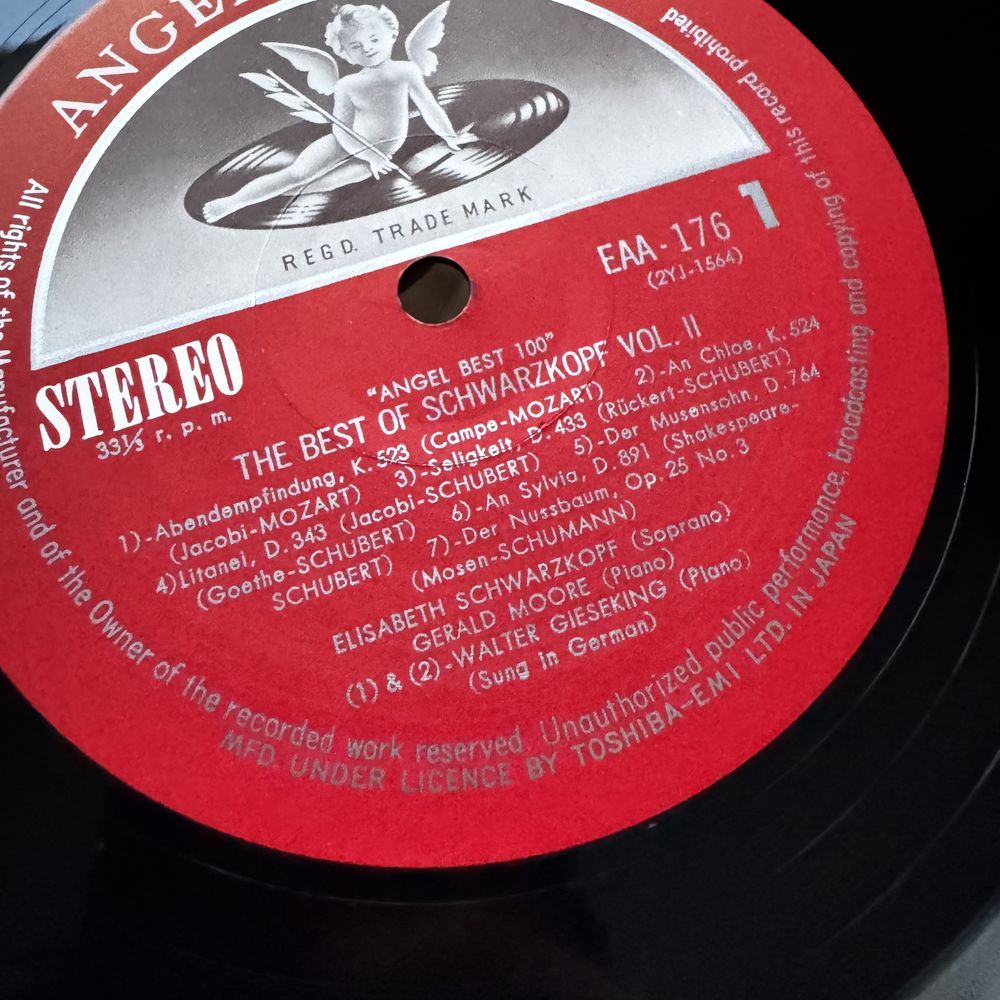 ANGEL
REGD. TRADE MARK
STEREO
33⅓ r. p. m.
EAA-176
1
(2YJ-1564)
"ANGEL BEST 100"
THE BEST OF SCHWARZKOPF VOL. II
1)-Abendempfindung, K. 523 (Campe-MOZART) 2)-An Chloe, K. 524
(Jacobi-MOZART) 3)-Seligkeit, D. 433 (Rückert-SCHUBERT)
4)Litanei, D. 343 (Jacobi-SCHUBERT) 5)-Der Musensohn, D. 764
(Goethe-SCHUBERT) 6)-An Sylvia, D. 891 (Shakespeare-
SCHUBERT) 7)-Der Nussbaum, Op. 25 No. 3
(Mosen-SCHUMANN)
ELISABETH SCHWARZKOPF (Soprano)
GERALD MOORE (Piano)
(1) & (2)-WALTER GIESEKING (Piano)
(Sung in German)
All rights of the Manufacturer and of the Owner of the recorded work reserved. Unauthorized public performance, broadcasting and copying of this record prohibited
MFD. UNDER LICENCE BY TOSHIBA-EMI LTD. IN JAPAN